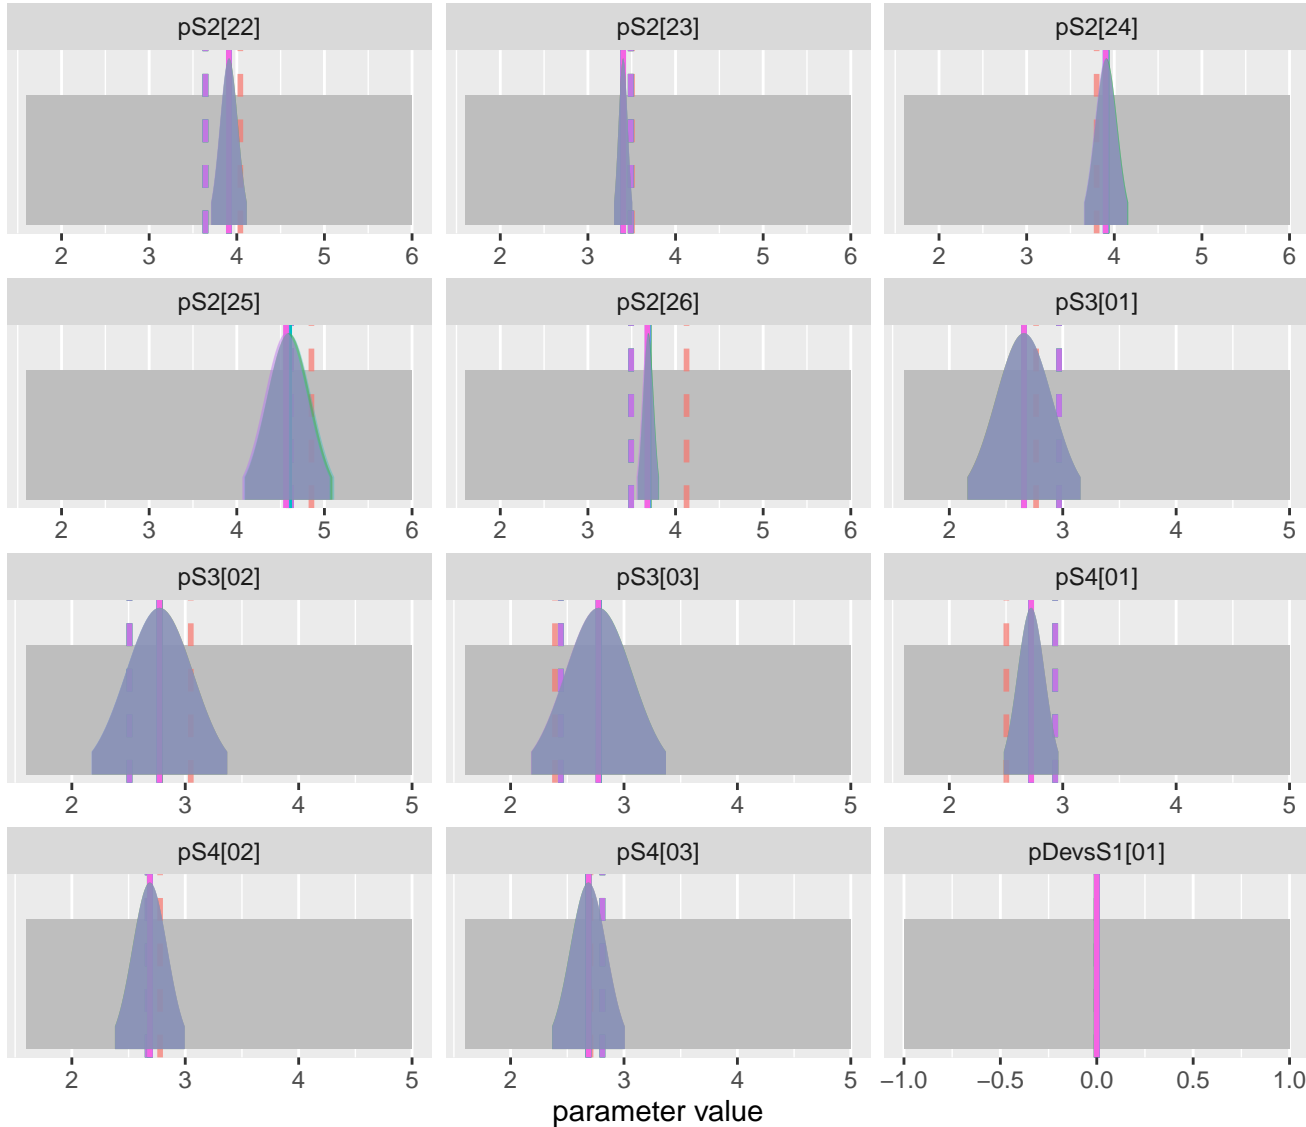 pS2[22] pS2[23] pS2[24]
2 3 4 5 6 2 3 4 5 6 2 3 4 5 6
pS2[25] pS2[26] pS3[01]
2 3 4 5 6 2 3 4 5 6 2 3 4 5
pS3[02] pS3[03] pS4[01]
2 3 4 5 2 3 4 5 2 3 4 5
pS4[02] pS4[03] pDevsS1[01]
2 3 4 5 2 3 4 5 −1.0 −0.5 0.0 0.5 1.0
parameter value